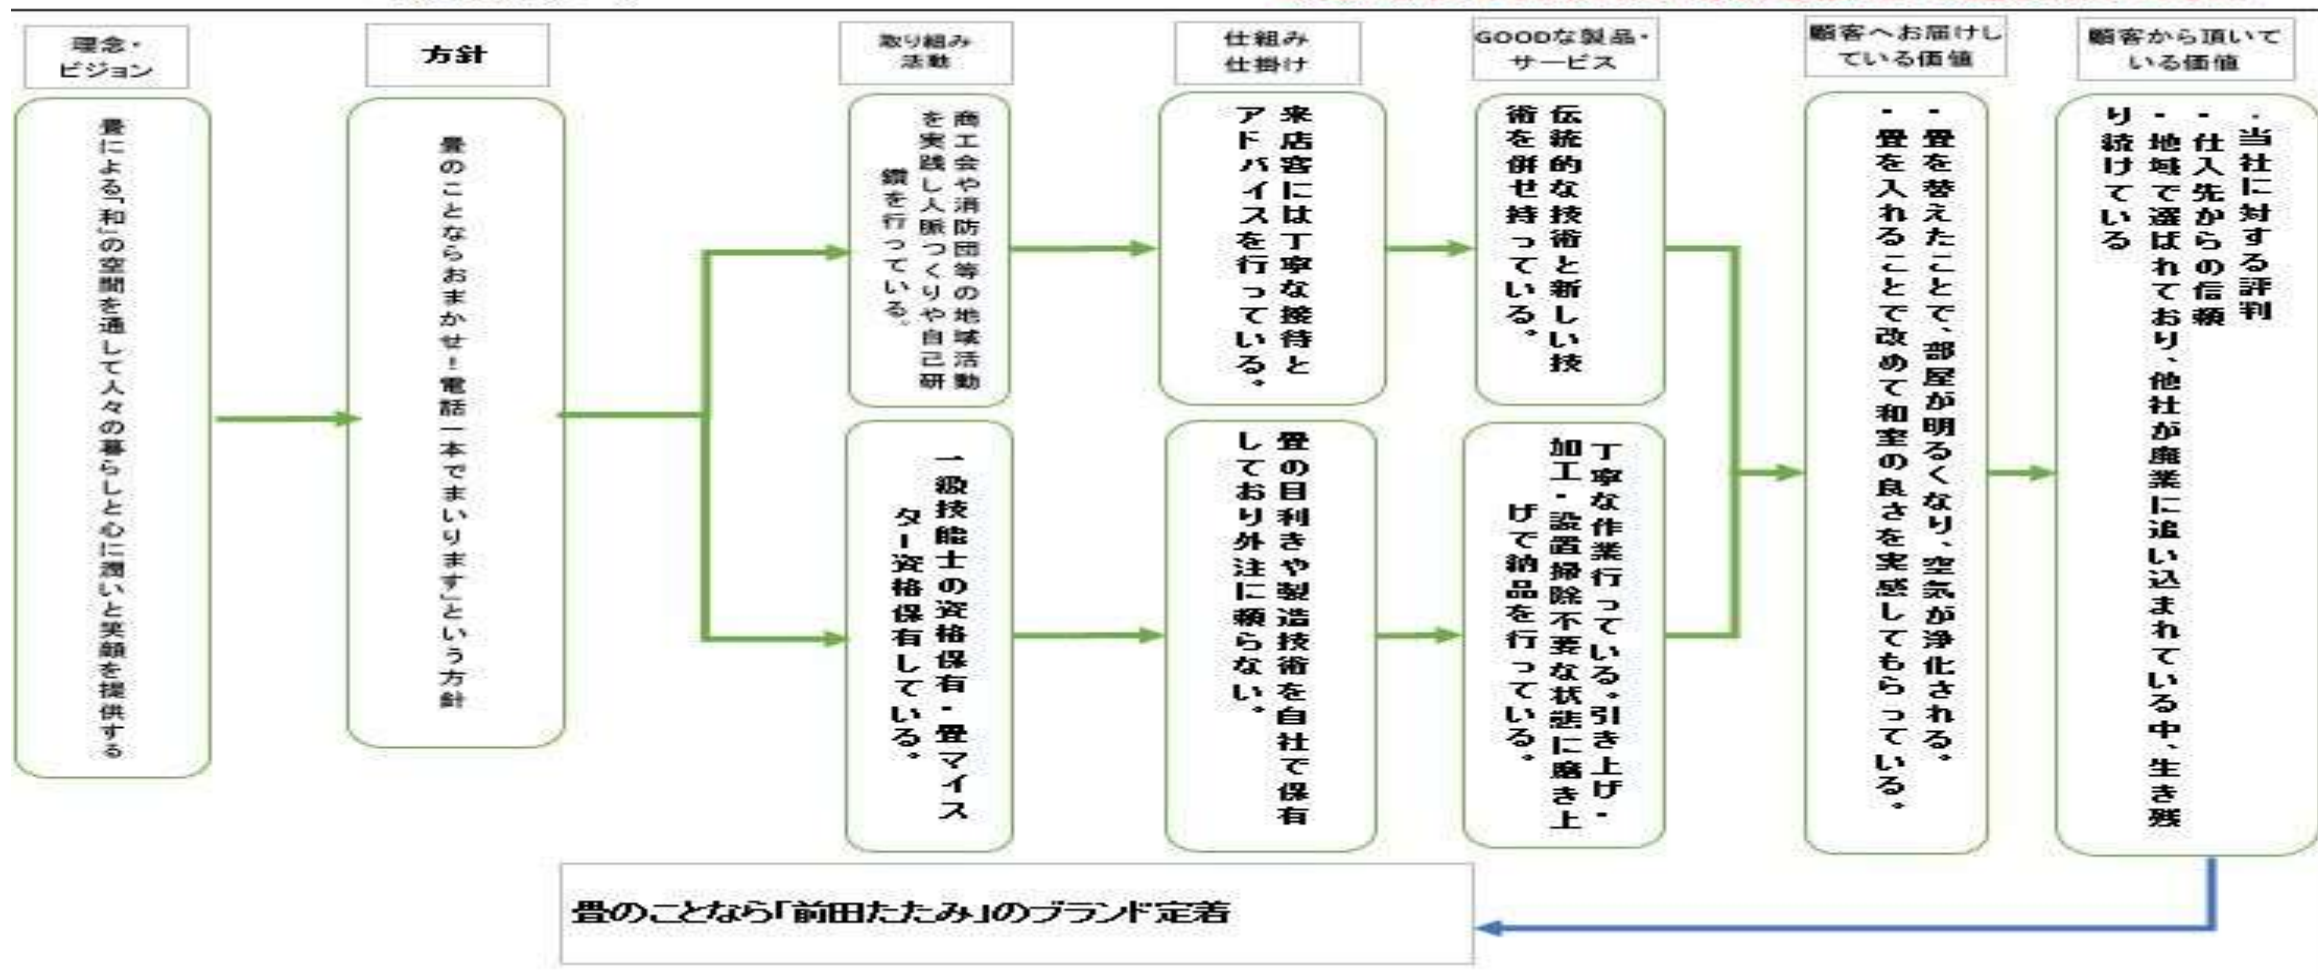 理念・
ビジョン
方針
取り組み
活動
仕組み
仕掛け
GOODな製品・
サービス
顧客へお届けし
ている価値
顧客から頂いて
いる価値
畳による「和」の空間を通して人々の暮らしと心に潤いと笑顔を提供する
畳のことならおまかせ！電話一本でまいります」という方針
商工会や消防団等の地域活動
を実践し人脈つくりや自己研
鑽を行っている。
一級技能士の資格保有・畳マイス
ター資格保有している。
来店客には丁寧な接待と
アドバイスを行っている。
畳の目利きや製造技術を自社で保有
しており外注に頼らない。
伝統的な技術と新しい技
術を併せ持っている。
丁寧な作業行っている。引き上げ・
加工・設置掃除不要な状態に磨き上
げで納品を行っている。
・畳を替えたことで、部屋が明るくなり、空気が浄化される。
・畳を入れることで改めて和室の良さを実感してもらっている。
・当社に対する評判
・仕入先からの信頼
・地域で選ばれており、他社が廃業に追い込まれている中、生き残
り続けている
畳のことなら「前田たたみ」のブランド定着